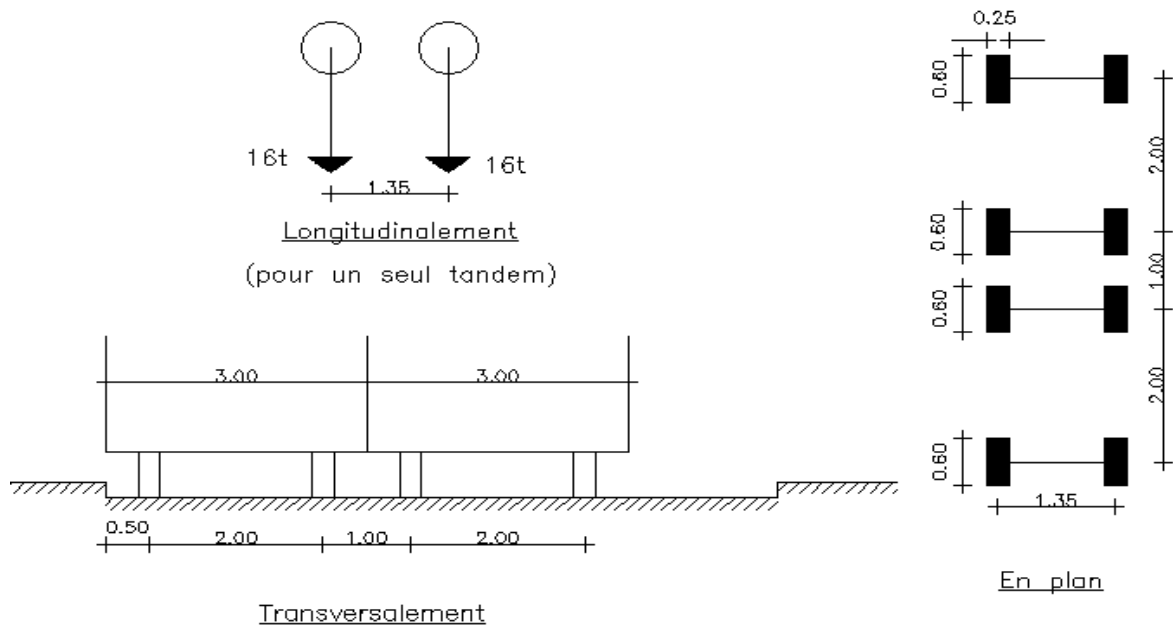 16t
16t
1.35
Longitudinalement
(pour un seul tandem)
3.00
3.00
0.50
2.00
1.00
2.00
Transversalement
0.25
0.60
2.00
0.60
1.00
0.60
2.00
0.60
1.35
En plan